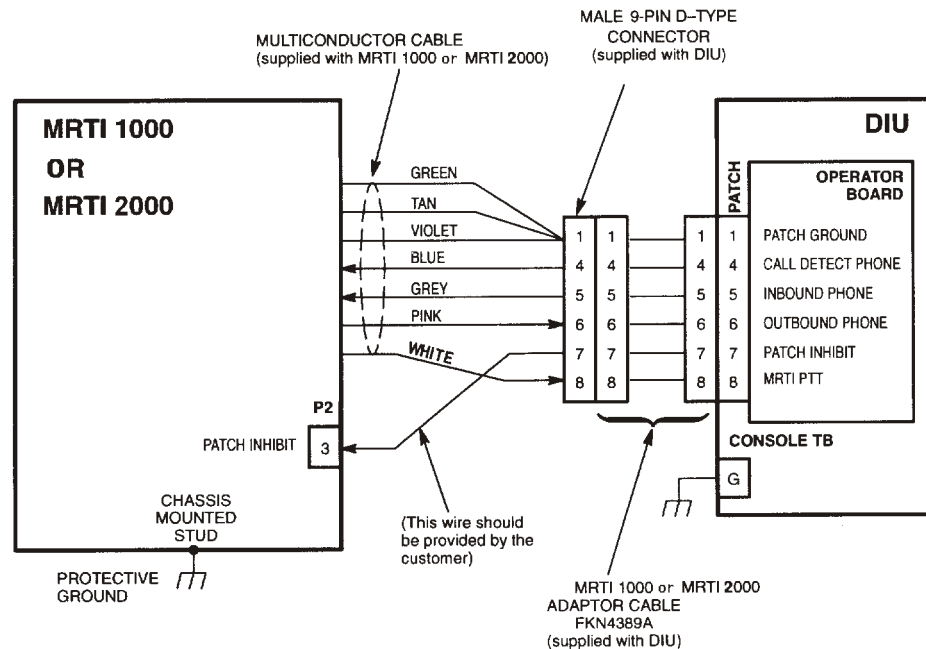 MALE 9-PIN D-TYPE
CONNECTOR
(supplied with DIU)
MULTICONDUCTOR CABLE
(supplied with MRTI 1000 or MRTI 2000)
MRTI 1000
OR
MRTI 2000
GREEN
TAN
VIOLET
BLUE
GREY
PINK
WHITE
P2
PATCH INHIBIT
3
CHASSIS
MOUNTED
STUD
PROTECTIVE
GROUND
(This wire should
be provided by the
customer)
DIU
PATCH
OPERATOR
BOARD
1 1 1 1 PATCH GROUND
4 4 4 4 CALL DETECT PHONE
5 5 5 5 INBOUND PHONE
6 6 6 6 OUTBOUND PHONE
7 7 7 7 PATCH INHIBIT
8 8 8 8 MRTI PTT
CONSOLE TB
G
MRTI 1000 or MRTI 2000
ADAPTOR CABLE
FKN4389A
(supplied with DIU)